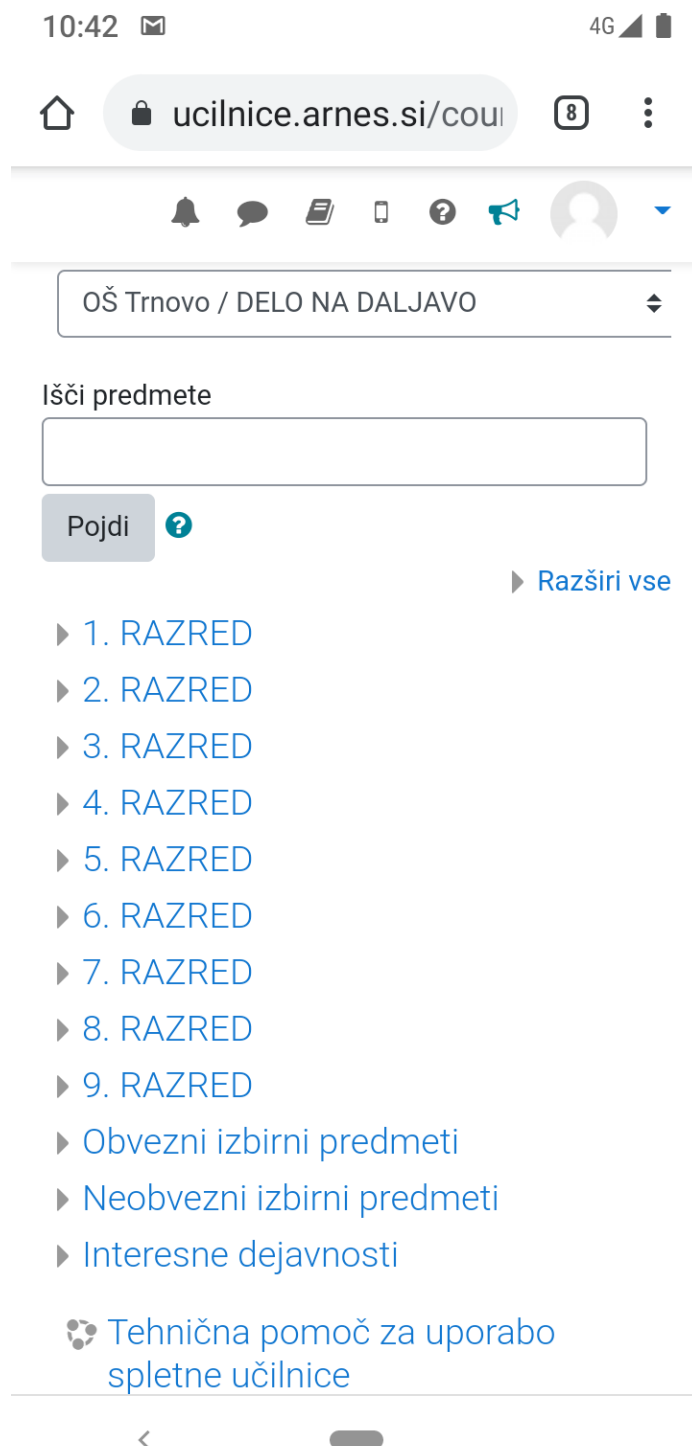 10:42
4G
ucilnice.arnes.si/cour
8
OŠ Trnovo / DELO NA DALJAVO
Išči predmete
Pojdi
Razširi vse
1. RAZRED
2. RAZRED
3. RAZRED
4. RAZRED
5. RAZRED
6. RAZRED
7. RAZRED
8. RAZRED
9. RAZRED
Obvezni izbirni predmeti
Neobvezni izbirni predmeti
Interesne dejavnosti
Tehnična pomoč za uporabo
spletne učilnice